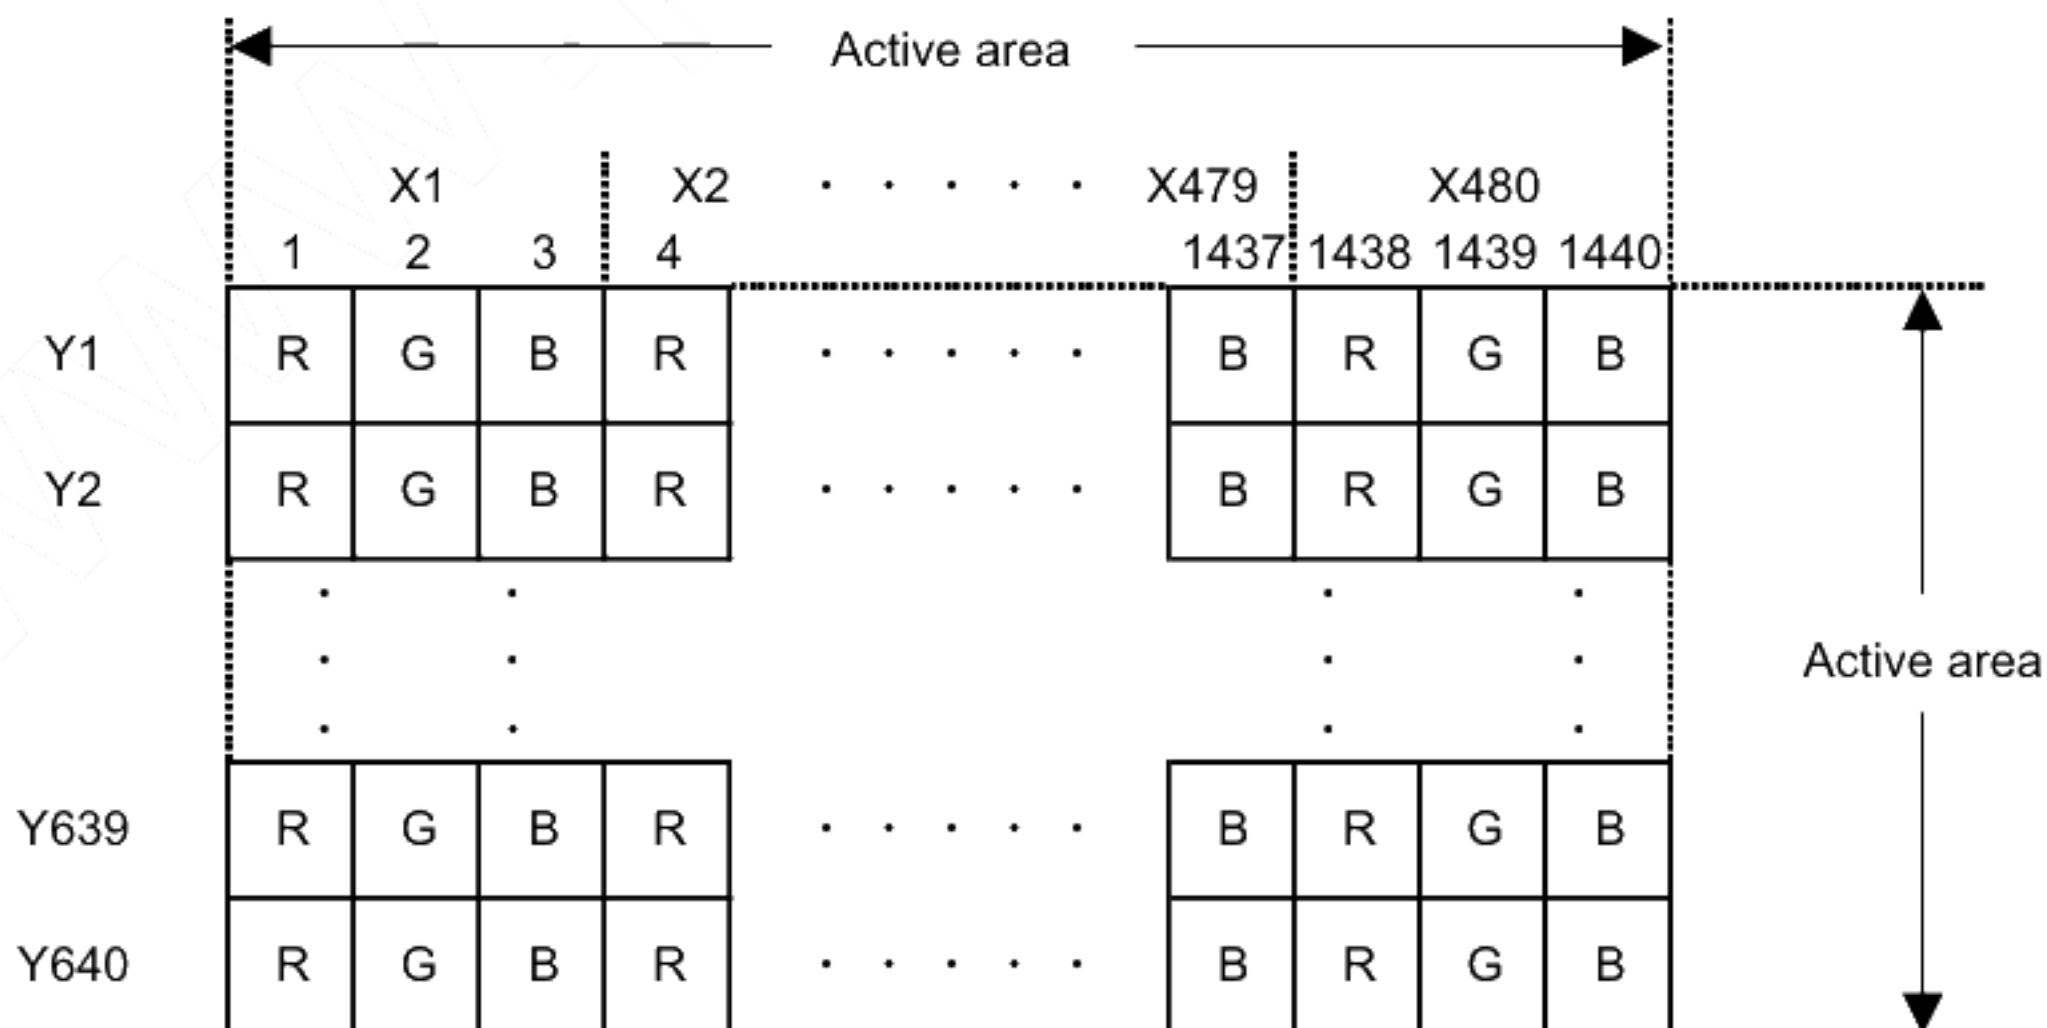 Active area
X1 X2 · · · · · X479 X480
1 2 3 4 1437 1438 1439 1440
Y1 R G B R · · · · · B R G B
Y2 R G B R · · · · · B R G B
Active area
Y639 R G B R · · · · · B R G B
Y640 R G B R · · · · · B R G B